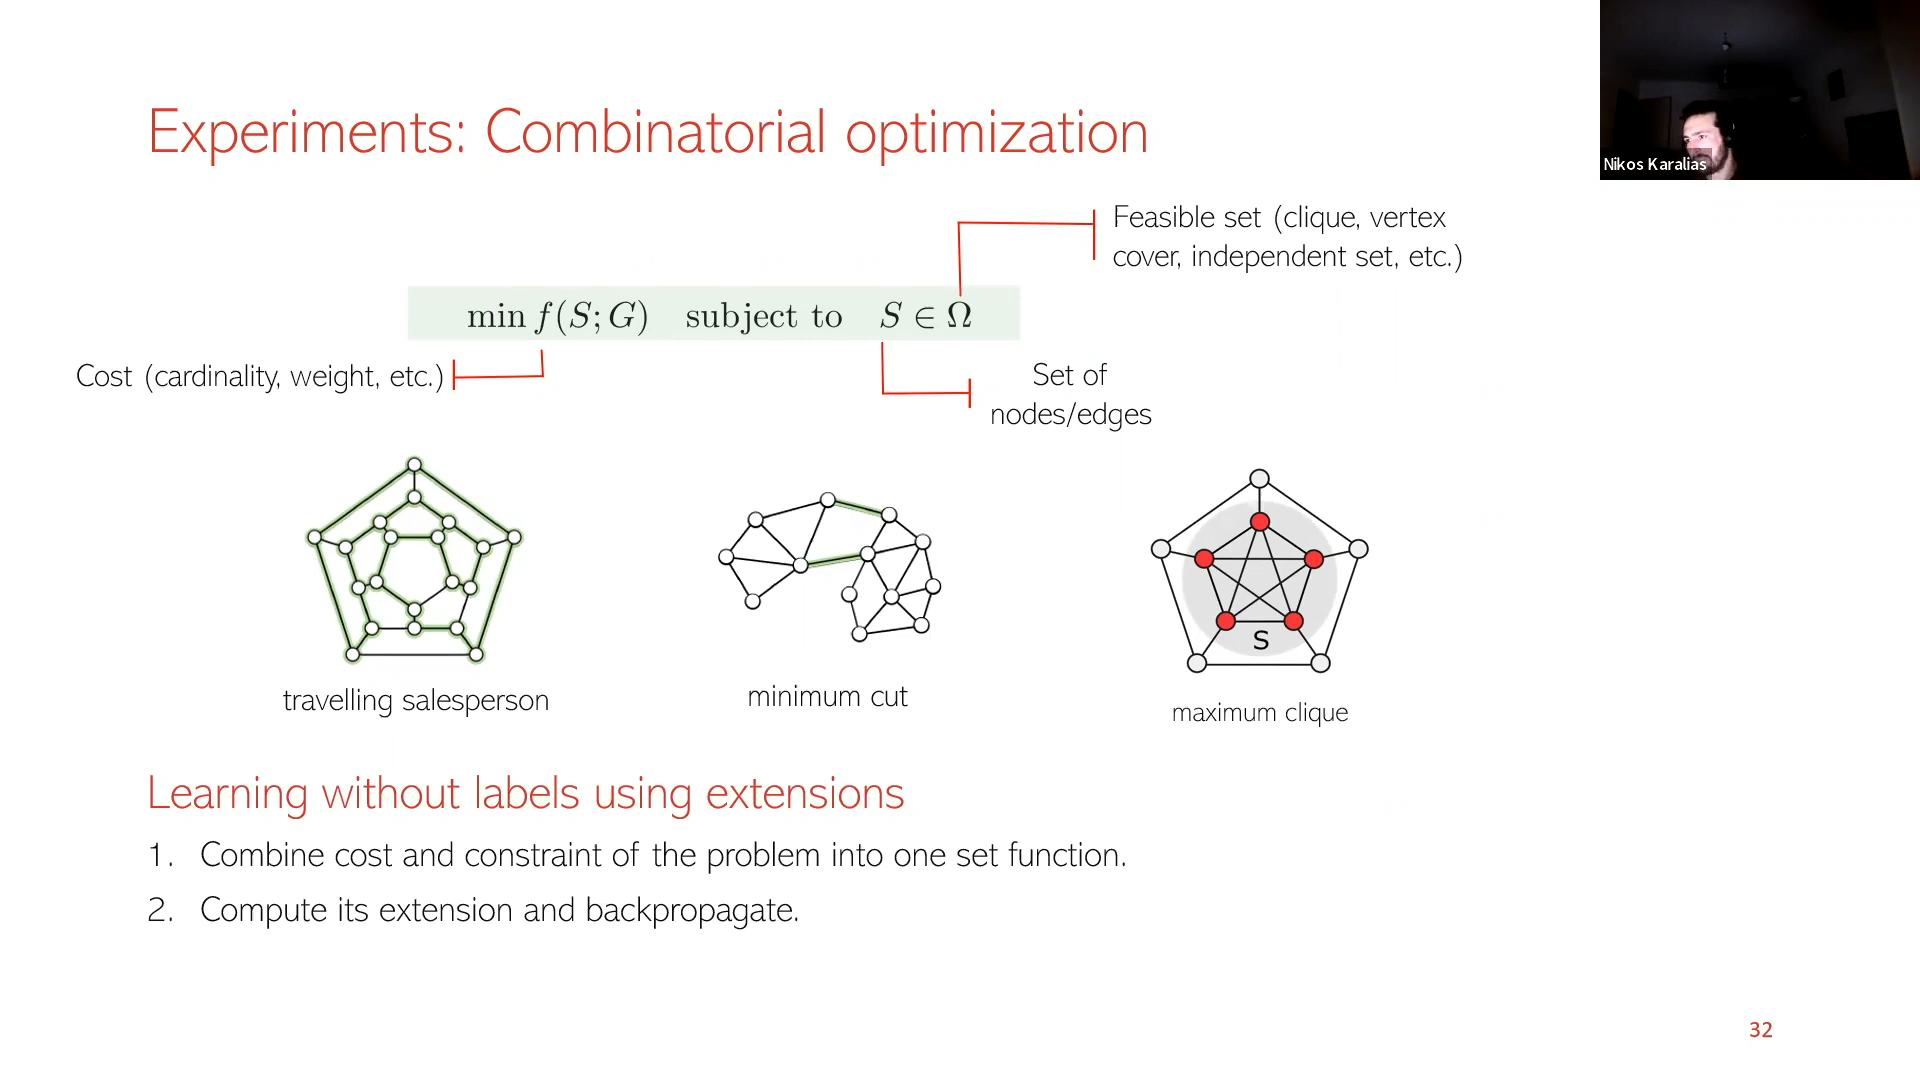 Experiments: Combinatorial optimization
Nikos Karalias
Feasible set (clique, vertex
cover, independent set, etc.)
min f(S; G) subject to S ∈ Ω
Cost (cardinality, weight, etc.)
Set of
nodes/edges
S
travelling salesperson
minimum cut
maximum clique
Learning without labels using extensions
1. Combine cost and constraint of the problem into one set function.
2. Compute its extension and backpropagate.
32